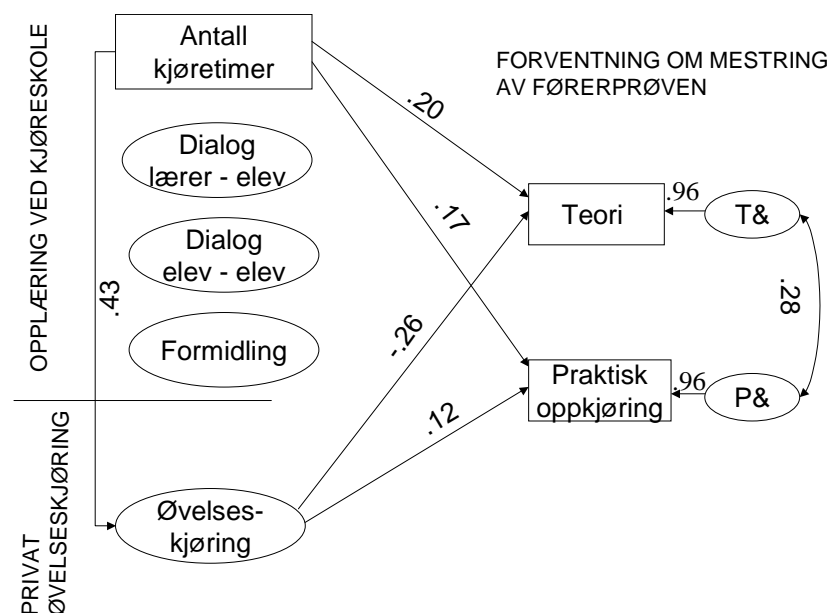 OPPLÆRING VED KJØRESKOLE
PRIVAT
ØVELSESKJØRING
Antall
kjøretimer
Dialog
lærer - elev
Dialog
elev - elev
Formidling
Øvelses-
kjøring
.43
.20
.17
-.26
.12
FORVENTNING OM MESTRING
AV FØRERPRØVEN
Teori
.96
T&
Praktisk
oppkjøring
.96
P&
.28